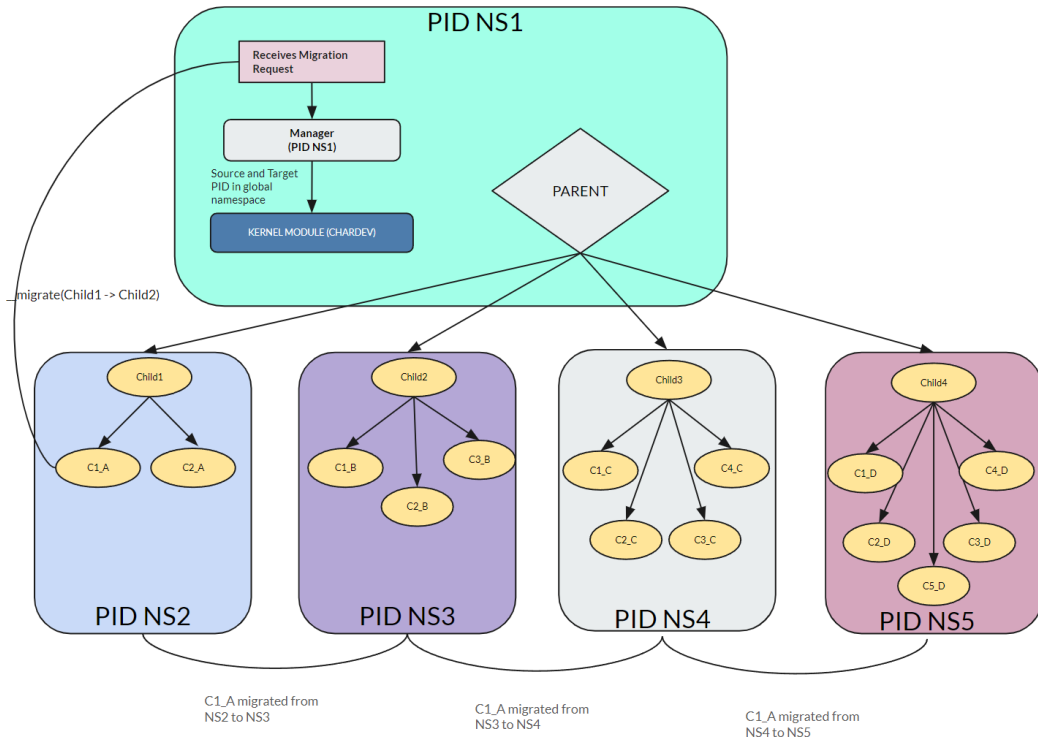 PID NS1
Receives Migration
Request
Manager
(PID NS1)
Source and Target
PID in global
namespace
KERNEL MODULE (CHARDEV)
PARENT
__migrate(Child1 -> Child2)
Child1
C1_A
C2_A
PID NS2
Child2
C1_B
C3_B
C2_B
PID NS3
Child3
C1_C
C4_C
C2_C
C3_C
PID NS4
Child4
C1_D
C4_D
C2_D
C3_D
C5_D
PID NS5
C1_A migrated from
NS2 to NS3
C1_A migrated from
NS3 to NS4
C1_A migrated from
NS4 to NS5